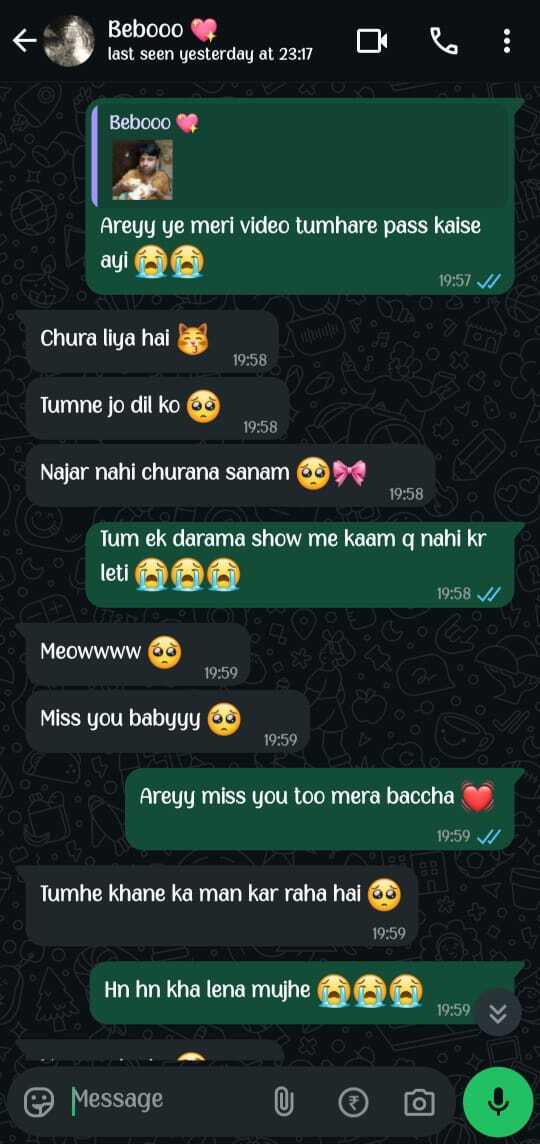 Bebooo 💖
last seen yesterday at 23:17
Bebooo 💖
Areyy ye meri video tumhare pass kaise
ayi 😭😭
19:57
Chura liya hai 😽
19:58
Tumne jo dil ko 🥺
19:58
Najar nahi churana sanam 🥺🎀
19:58
Tum ek darama show me kaam q nahi kr
leti 😭😭😭
19:58
Meowwww 🥺
19:59
Miss you babyyy 🥺
19:59
Areyy miss you too mera baccha 💓
19:59
Tumhe khane ka man kar raha hai 🥺
19:59
Hn hn kha lena mujhe 😭😭😭
19:59
Message